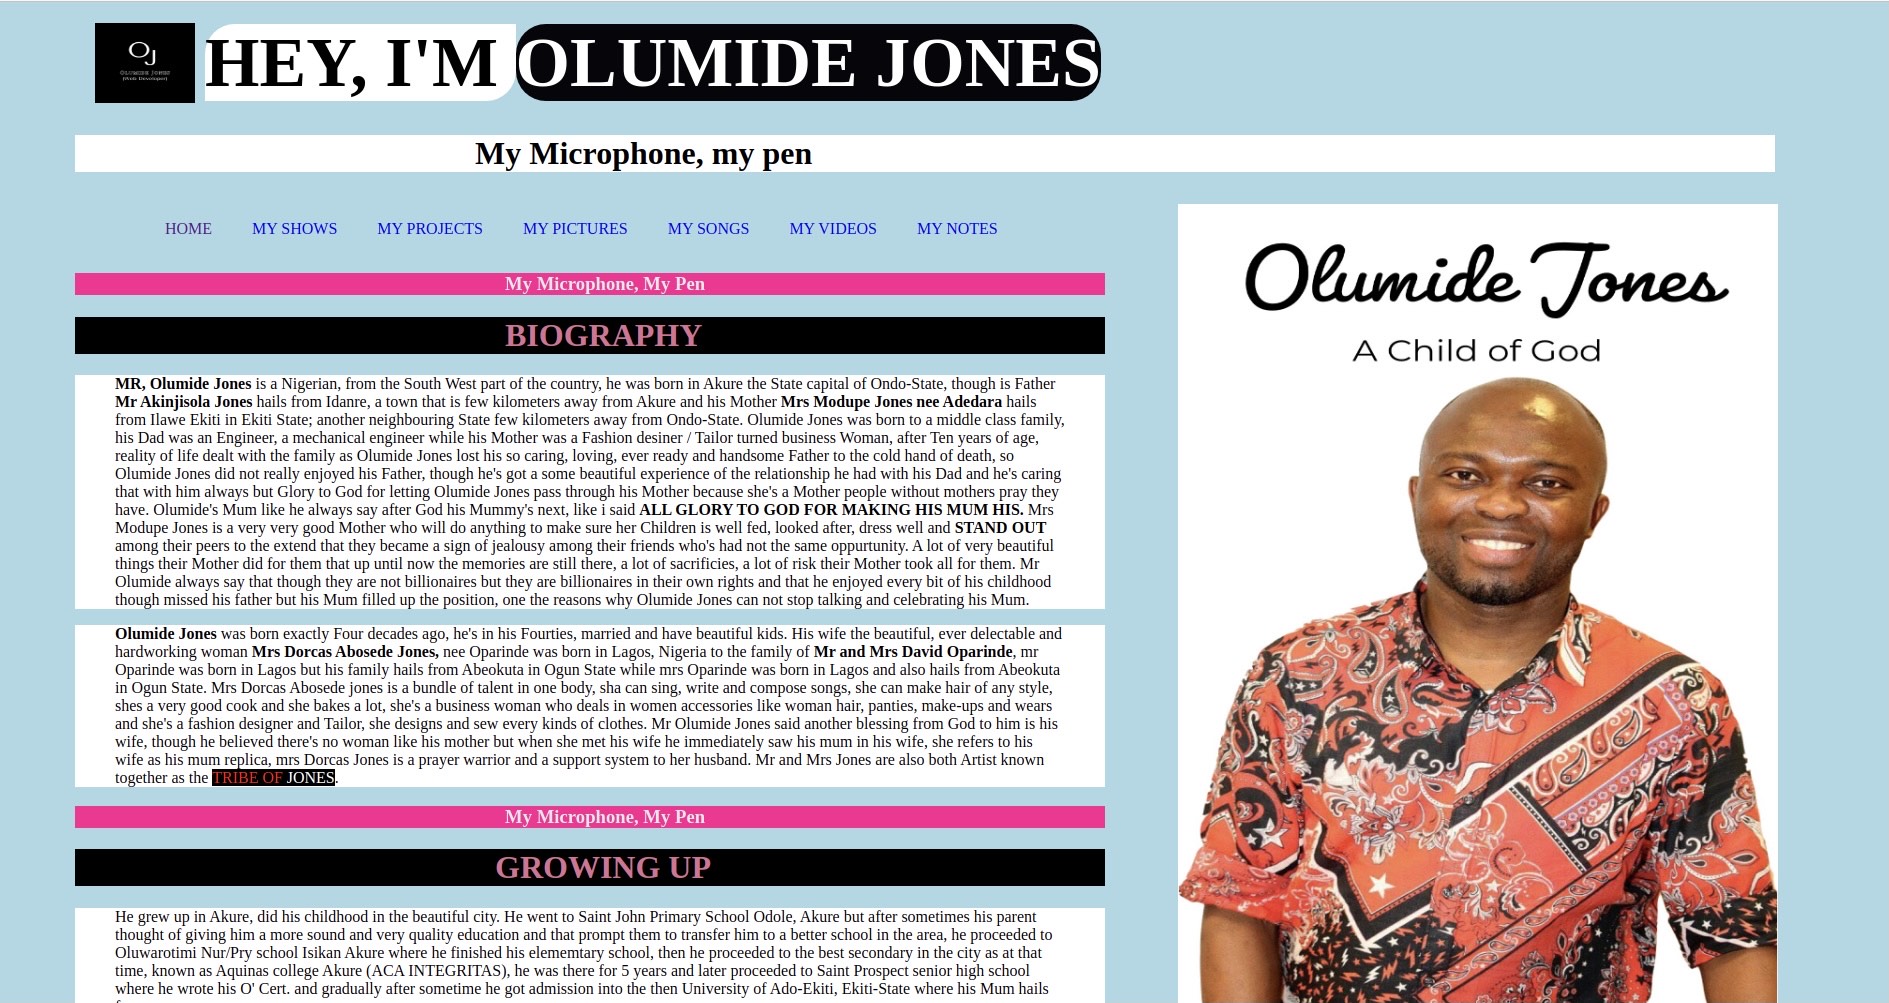 OJ
OLUMIDE JONES
(Web Developer)
HEY, I'M OLUMIDE JONES
My Microphone, my pen
HOME MY SHOWS MY PROJECTS MY PICTURES MY SONGS MY VIDEOS MY NOTES
My Microphone, My Pen
BIOGRAPHY
MR, Olumide Jones is a Nigerian, from the South West part of the country, he was born in Akure the State capital of Ondo-State, though is Father
Mr Akinjisola Jones hails from Idanre, a town that is few kilometers away from Akure and his Mother Mrs Modupe Jones nee Adedara hails
from Ilawe Ekiti in Ekiti State; another neighbouring State few kilometers away from Ondo-State. Olumide Jones was born to a middle class family,
his Dad was an Engineer, a mechanical engineer while his Mother was a Fashion desiner / Tailor turned business Woman, after Ten years of age,
reality of life dealt with the family as Olumide Jones lost his so caring, loving, ever ready and handsome Father to the cold hand of death, so
Olumide Jones did not really enjoyed his Father, though he's got a some beautiful experience of the relationship he had with his Dad and he's caring
that with him always but Glory to God for letting Olumide Jones pass through his Mother because she's a Mother people without mothers pray they
have. Olumide's Mum like he always say after God his Mummy's next, like i said ALL GLORY TO GOD FOR MAKING HIS MUM HIS. Mrs
Modupe Jones is a very very good Mother who will do anything to make sure her Children is well fed, looked after, dress well and STAND OUT
among their peers to the extend that they became a sign of jealousy among their friends who's had not the same oppurtunity. A lot of very beautiful
things their Mother did for them that up until now the memories are still there, a lot of sacrificies, a lot of risk their Mother took all for them. Mr
Olumide always say that though they are not billionaires but they are billionaires in their own rights and that he enjoyed every bit of his childhood
though missed his father but his Mum filled up the position, one the reasons why Olumide Jones can not stop talking and celebrating his Mum.
Olumide Jones was born exactly Four decades ago, he's in his Fourties, married and have beautiful kids. His wife the beautiful, ever delectable and
hardworking woman Mrs Dorcas Abosede Jones, nee Oparinde was born in Lagos, Nigeria to the family of Mr and Mrs David Oparinde, mr
Oparinde was born in Lagos but his family hails from Abeokuta in Ogun State while mrs Oparinde was born in Lagos and also hails from Abeokuta
in Ogun State. Mrs Dorcas Abosede jones is a bundle of talent in one body, sha can sing, write and compose songs, she can make hair of any style,
shes a very good cook and she bakes a lot, she's a business woman who deals in women accessories like woman hair, panties, make-ups and wears
and she's a fashion designer and Tailor, she designs and sew every kinds of clothes. Mr Olumide Jones said another blessing from God to him is his
wife, though he believed there's no woman like his mother but when she met his wife he immediately saw his mum in his wife, she refers to his
wife as his mum replica, mrs Dorcas Jones is a prayer warrior and a support system to her husband. Mr and Mrs Jones are also both Artist known
together as the TRIBE OF JONES.
My Microphone, My Pen
GROWING UP
He grew up in Akure, did his childhood in the beautiful city. He went to Saint John Primary School Odole, Akure but after sometimes his parent
thought of giving him a more sound and very quality education and that prompt them to transfer him to a better school in the area, he proceeded to
Oluwarotimi Nur/Pry school Isikan Akure where he finished his elememtary school, then he proceeded to the best secondary in the city as at that
time, known as Aquinas college Akure (ACA INTEGRITAS), he was there for 5 years and later proceeded to Saint Prospect senior high school
where he wrote his O' Cert. and gradually after sometime he got admission into the then University of Ado-Ekiti, Ekiti-State where his Mum hails
Olumide Jones
A Child of God